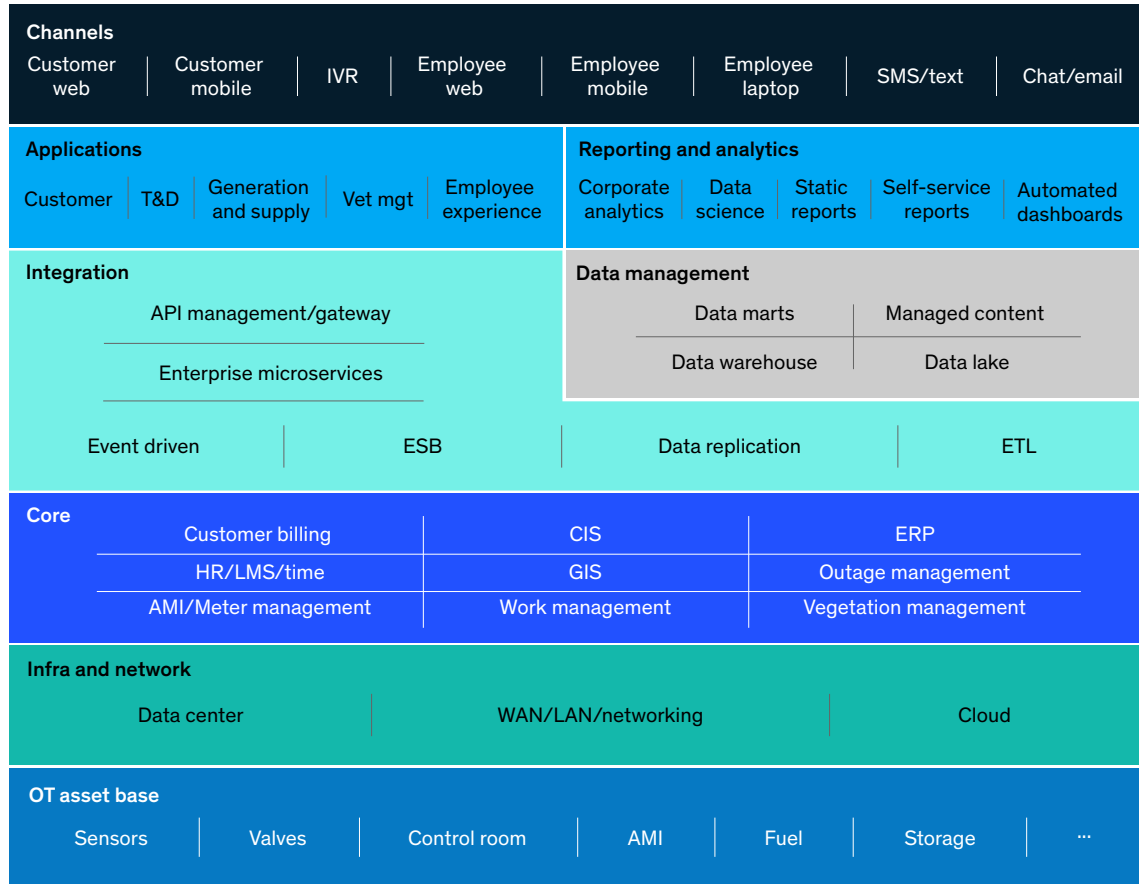 Channels
Customer web
Customer mobile
IVR
Employee web
Employee mobile
Employee laptop
SMS/text
Chat/email
Applications
Customer
T&D
Generation and supply
Vet mgt
Employee experience
Reporting and analytics
Corporate analytics
Data science
Static reports
Self-service reports
Automated dashboards
Integration
API management/gateway
Enterprise microservices
Data management
Data marts
Managed content
Data warehouse
Data lake
Event driven
ESB
Data replication
ETL
Core
Customer billing
CIS
ERP
HR/LMS/time
GIS
Outage management
AMI/Meter management
Work management
Vegetation management
Infra and network
Data center
WAN/LAN/networking
Cloud
OT asset base
Sensors
Valves
Control room
AMI
Fuel
Storage
...